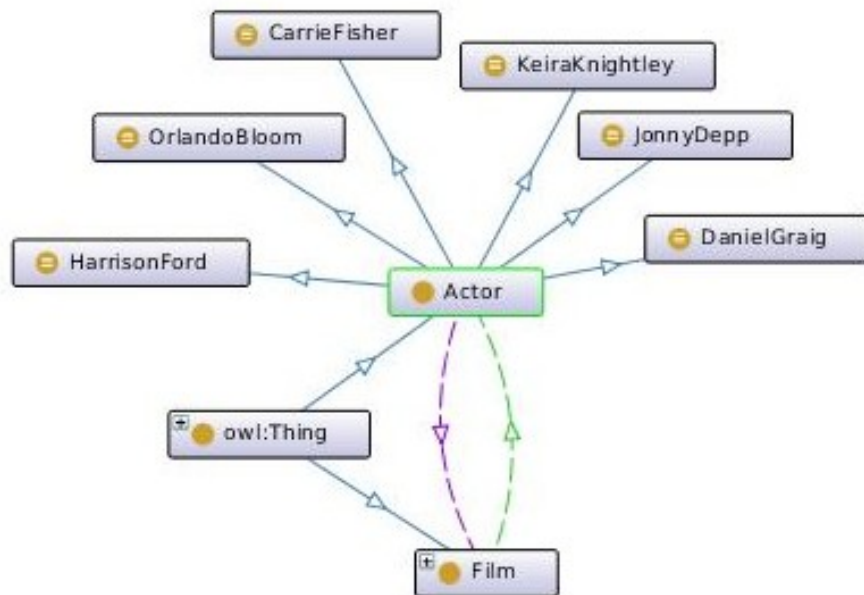 CarrieFisher
KeiraKnightley
OrlandoBloom
JonnyDepp
DanielGraig
HarrisonFord
Actor
owl:Thing
Film